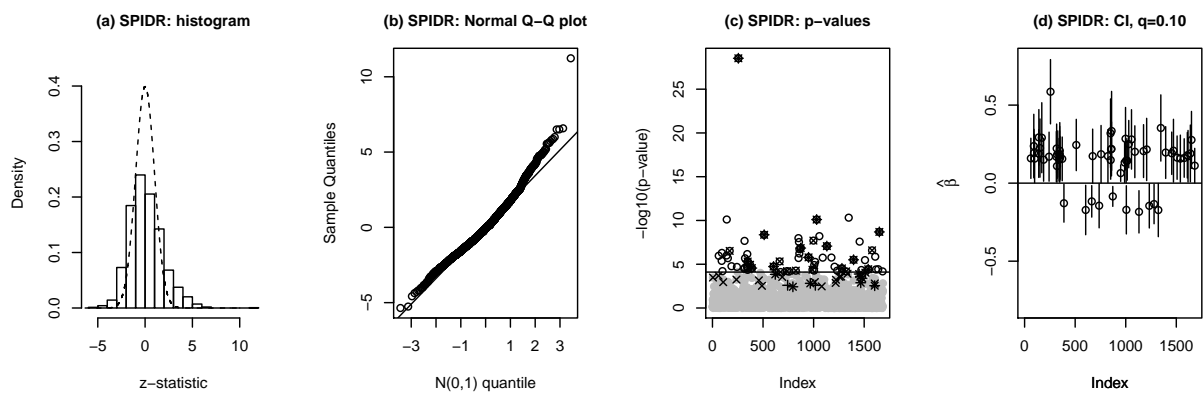 (a) SPIDR: histogram
Density
0.0 0.1 0.2 0.3 0.4
−5 0 5 10
z−statistic
(b) SPIDR: Normal Q−Q plot
Sample Quantiles
−5 0 5 10
−3 −1 1 2 3
N(0,1) quantile
(c) SPIDR: p−values
−log10(p−value)
0 5 10 15 20 25
0 500 1000 1500
Index
(d) SPIDR: CI, q=0.10
β̂
−0.5 0.0 0.5
0 500 1000 1500
Index